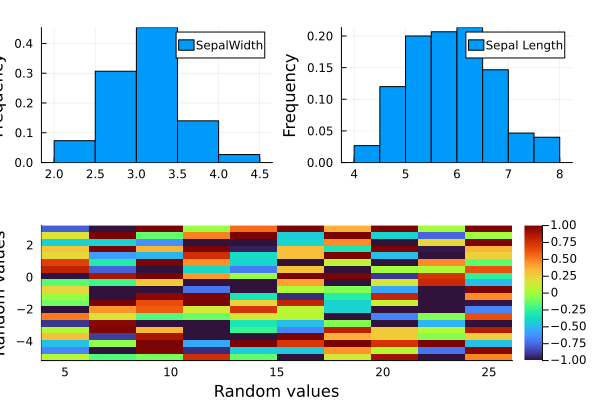 SepalWidth
Frequency
0.4
0.3
0.2
0.1
0.0
2.0 2.5 3.0 3.5 4.0 4.5
Sepal Length
Frequency
0.20
0.15
0.10
0.05
0.00
4 5 6 7 8
Random values
2
0
−2
−4
5 10 15 20 25
Random values
1.00
0.75
0.50
0.25
0
−0.25
−0.50
−0.75
−1.00